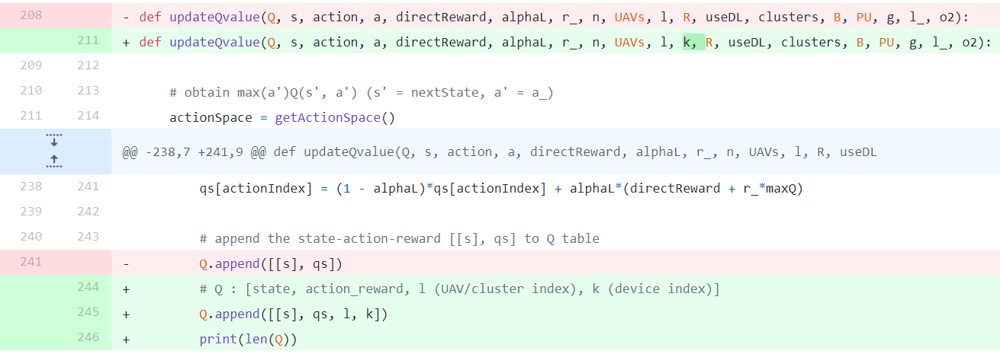 208 - def updateQvalue(Q, s, action, a, directReward, alphaL, r_, n, UAVs, l, R, useDL, clusters, B, PU, g, l_, o2):
211 + def updateQvalue(Q, s, action, a, directReward, alphaL, r_, n, UAVs, l, k, R, useDL, clusters, B, PU, g, l_, o2):
209 212
210 213 # obtain max(a')Q(s', a') (s' = nextState, a' = a_)
211 214 actionSpace = getActionSpace()
@@ -238,7 +241,9 @@ def updateQvalue(Q, s, action, a, directReward, alphaL, r_, n, UAVs, l, R, useDL
238 241 qs[actionIndex] = (1 - alphaL)*qs[actionIndex] + alphaL*(directReward + r_*maxQ)
239 242
240 243 # append the state-action-reward [[s], qs] to Q table
241 - Q.append([[s], qs])
244 + # Q : [state, action_reward, l (UAV/cluster index), k (device index)]
245 + Q.append([[s], qs, l, k])
246 + print(len(Q))